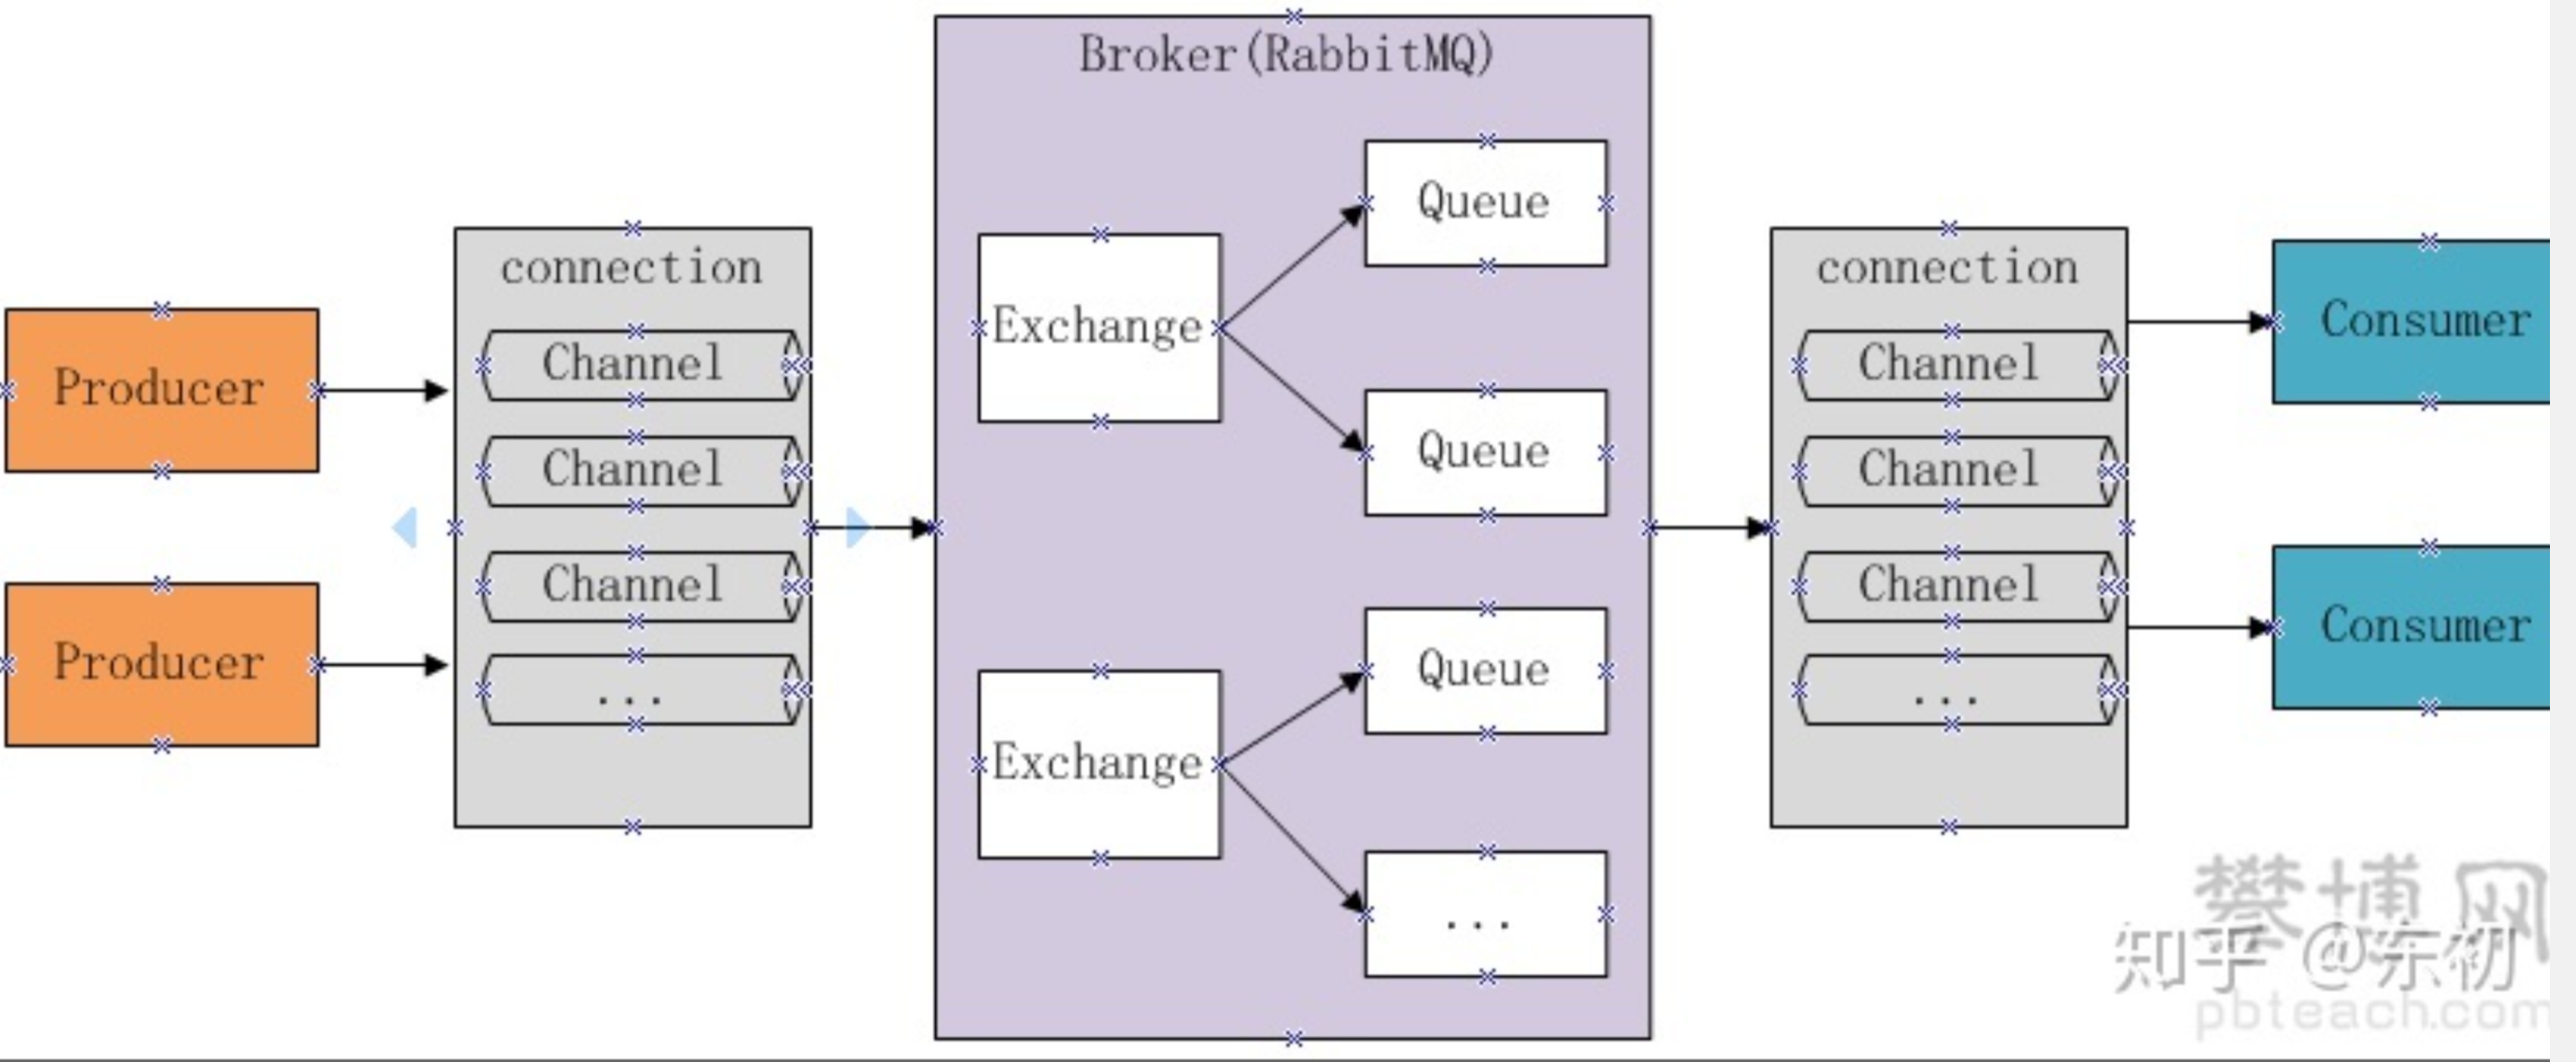 Broker(RabbitMQ)
Producer
Producer
connection
Channel
Channel
Channel
...
Exchange
Queue
Queue
Exchange
Queue
...
connection
Channel
Channel
Channel
...
Consumer
Consumer
攀博网
知乎 @东初
pbteach.com